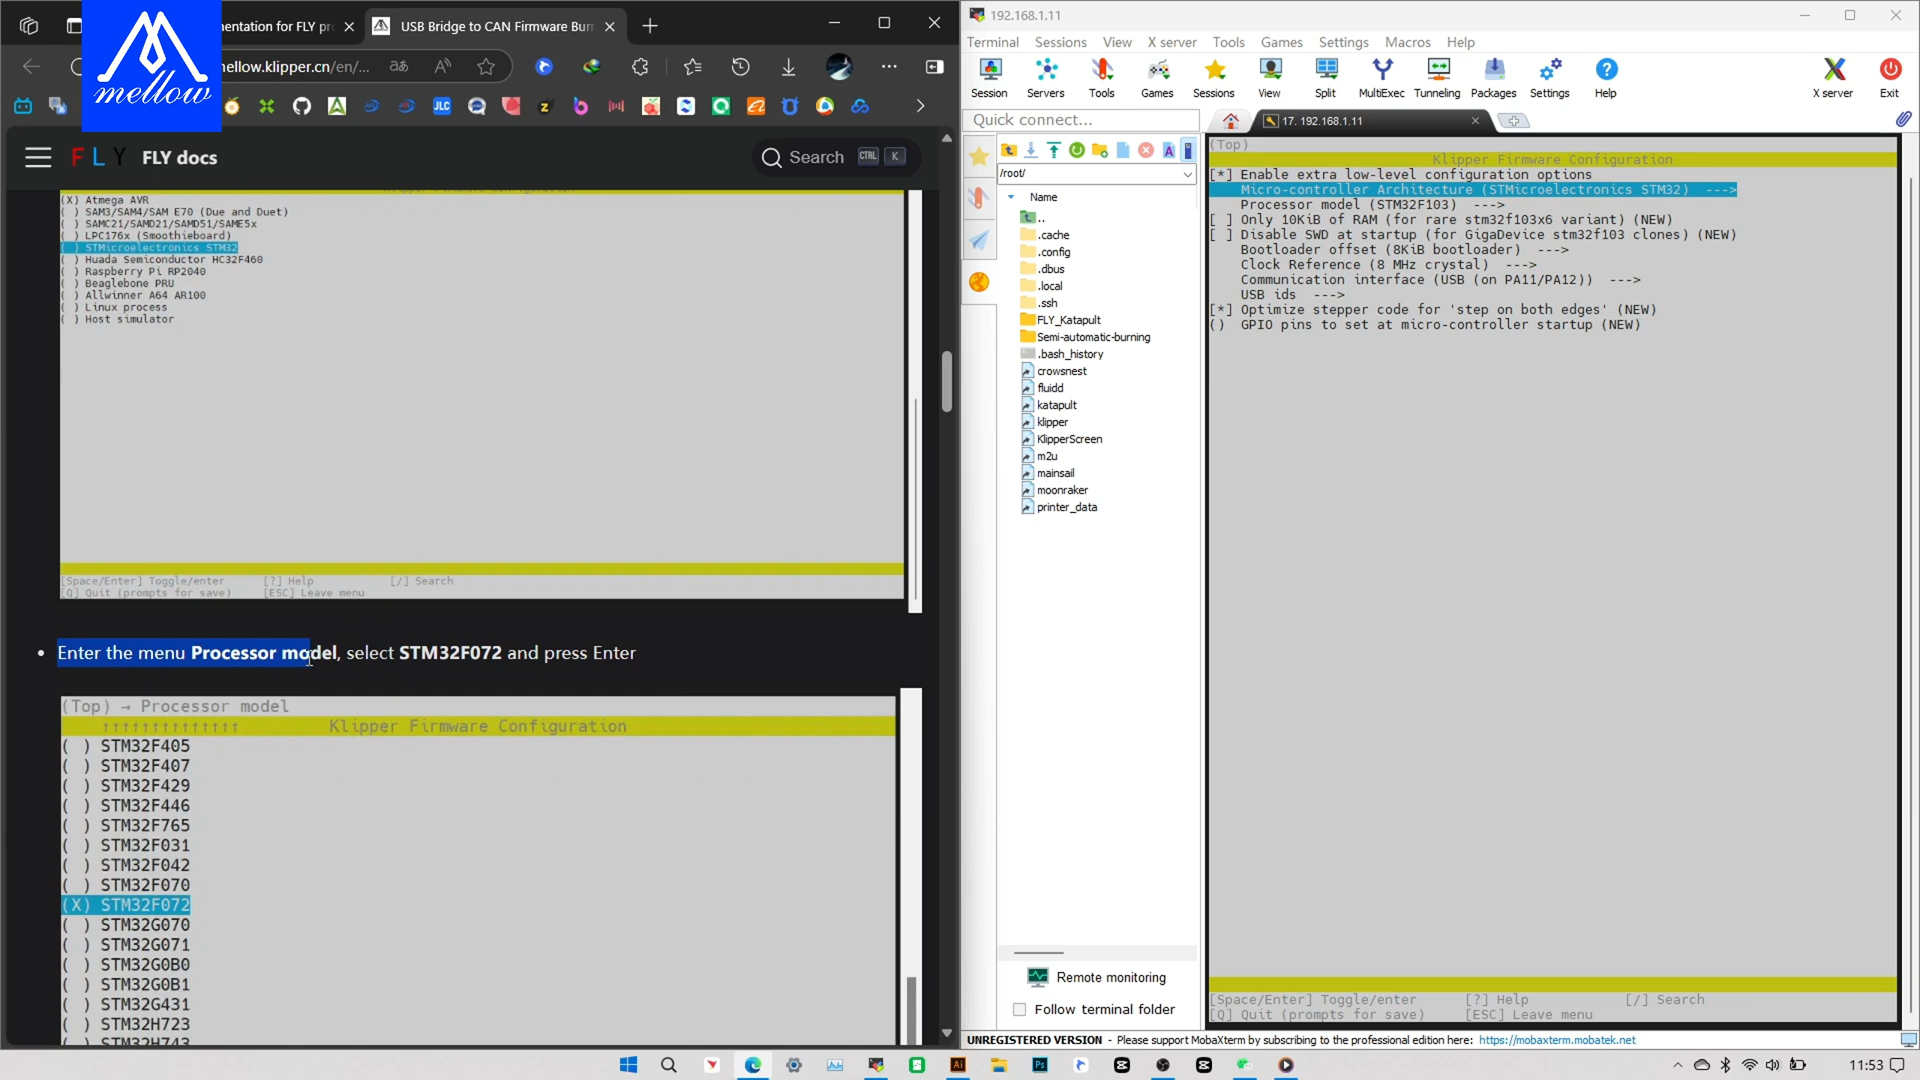 mellow
entation for FLY pr
USB Bridge to CAN Firmware Burn
ellow.klipper.cn/en/...
JLC
FLY
FLY docs
Search
CTRL
K
Klipper Firmware Configuration
(X) Atmega AVR
( ) SAM3/SAM4/SAM E70 (Due and Duet)
( ) SAMC21/SAMD21/SAMD51/SAME5x
( ) LPC176x (Smoothieboard)
( ) STMicroelectronics STM32
( ) Huada Semiconductor HC32F460
( ) Raspberry Pi RP2040
( ) Beaglebone PRU
( ) Allwinner A64 AR100
( ) Linux process
( ) Host simulator
[Space/Enter] Toggle/enter [?] Help [/] Search
[Q] Quit (prompts for save) [ESC] Leave menu
Enter the menu Processor model, select STM32F072 and press Enter
(Top) → Processor model
↑↑↑↑↑↑↑↑↑↑↑↑↑↑ Klipper Firmware Configuration
( ) STM32F405
( ) STM32F407
( ) STM32F429
( ) STM32F446
( ) STM32F765
( ) STM32F031
( ) STM32F042
( ) STM32F070
(X) STM32F072
( ) STM32G070
( ) STM32G071
( ) STM32G0B0
( ) STM32G0B1
( ) STM32G431
( ) STM32H723
( ) STM32H743
192.168.1.11
Terminal Sessions View X server Tools Games Settings Macros Help
Session Servers Tools Games Sessions View Split MultiExec Tunneling Packages Settings Help X server Exit
Quick connect...
17. 192.168.1.11
/root/
Name
..
.cache
.config
.dbus
.local
.ssh
FLY_Katapult
Semi-automatic-burning
.bash_history
crowsnest
fluidd
katapult
klipper
KlipperScreen
m2u
mainsail
moonraker
printer_data
Remote monitoring
Follow terminal folder
(Top)
Klipper Firmware Configuration
[*] Enable extra low-level configuration options
Micro-controller Architecture (STMicroelectronics STM32) --->
Processor model (STM32F103) --->
[ ] Only 10KiB of RAM (for rare stm32f103x6 variant) (NEW)
[ ] Disable SWD at startup (for GigaDevice stm32f103 clones) (NEW)
Bootloader offset (8KiB bootloader) --->
Clock Reference (8 MHz crystal) --->
Communication interface (USB (on PA11/PA12)) --->
USB ids --->
[*] Optimize stepper code for 'step on both edges' (NEW)
() GPIO pins to set at micro-controller startup (NEW)
[Space/Enter] Toggle/enter [?] Help [/] Search
[Q] Quit (prompts for save) [ESC] Leave menu
UNREGISTERED VERSION - Please support MobaXterm by subscribing to the professional edition here: https://mobaxterm.mobatek.net
11:53